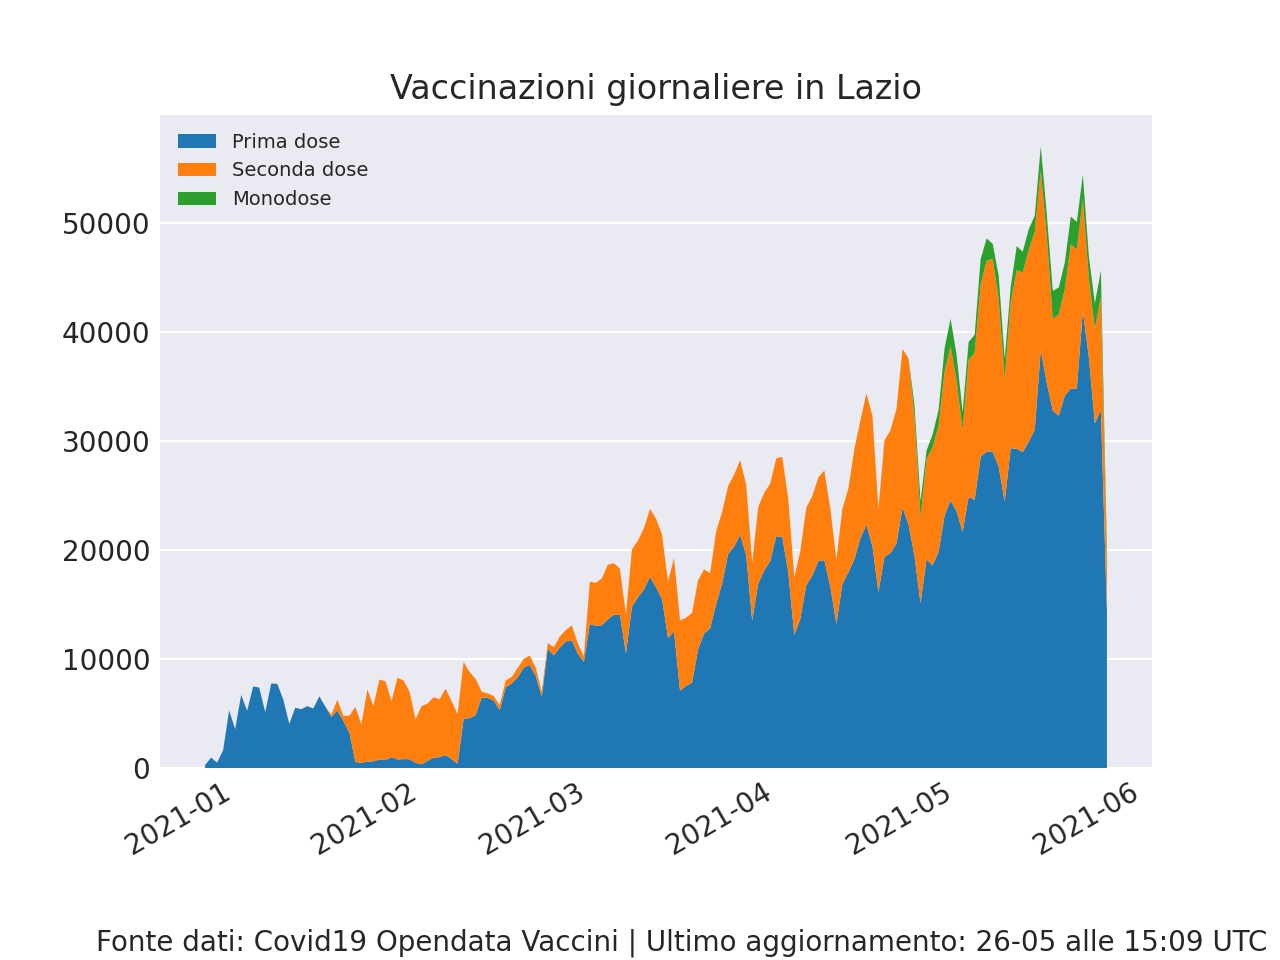 Vaccinazioni giornaliere in Lazio
Prima dose
Seconda dose
Monodose
50000
40000
30000
20000
10000
0
2021-01
2021-02
2021-03
2021-04
2021-05
2021-06
Fonte dati: Covid19 Opendata Vaccini | Ultimo aggiornamento: 26-05 alle 15:09 UTC